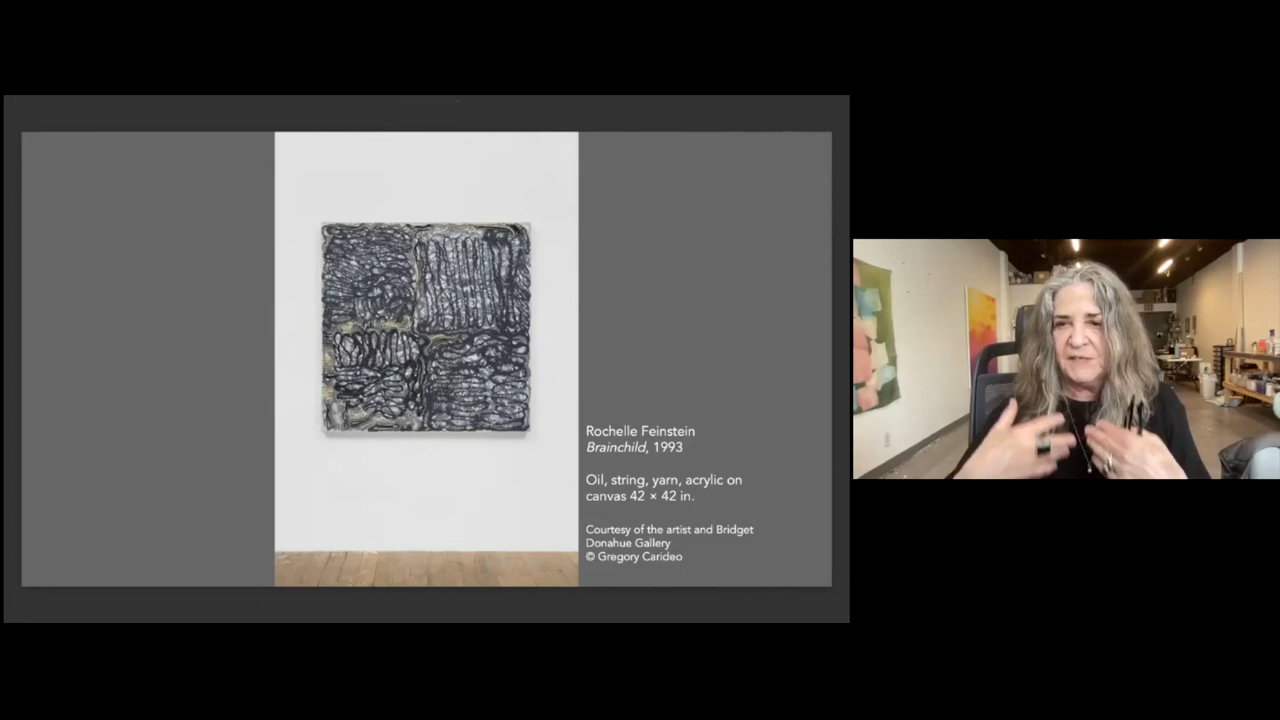 Rochelle Feinstein
Brainchild, 1993
Oil, string, yarn, acrylic on
canvas 42 × 42 in.
Courtesy of the artist and Bridget
Donahue Gallery
© Gregory Carideo